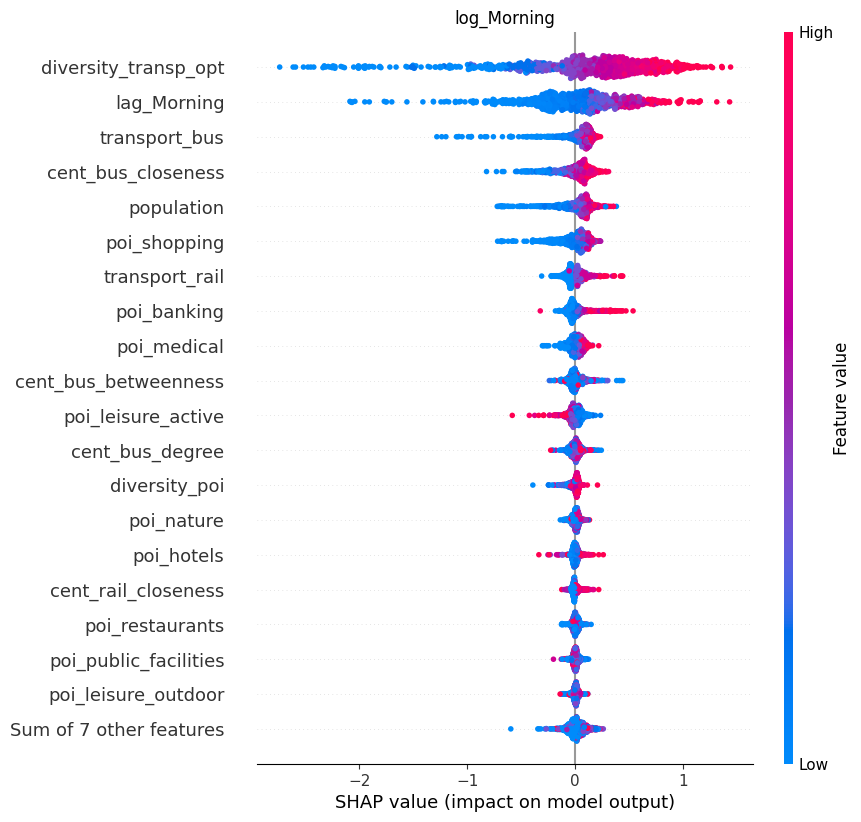 log_Morning
High
diversity_transp_opt
lag_Morning
transport_bus
cent_bus_closeness
population
poi_shopping
transport_rail
poi_banking
poi_medical
cent_bus_betweenness
poi_leisure_active
cent_bus_degree
diversity_poi
poi_nature
poi_hotels
cent_rail_closeness
poi_restaurants
poi_public_facilities
poi_leisure_outdoor
Sum of 7 other features
Feature value
Low
−2 −1 0 1
SHAP value (impact on model output)